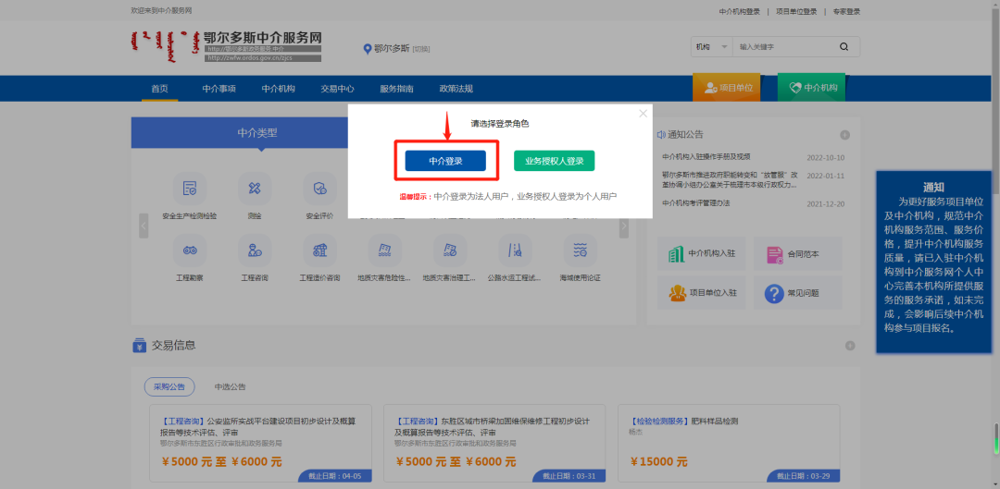 欢迎来到中介服务网
中介机构登录 | 项目单位登录 | 专家登录
鄂尔多斯中介服务网
http://鄂尔多斯政务服务.中介
http://zwfw.ordos.gov.cn/zjcs
鄂尔多斯 [切换]
机构 输入关键字
首页 中介事项 中介机构 交易中心 服务指南 政策法规
项目单位 中介机构
请选择登录角色
中介登录 业务授权人登录
温馨提示：中介登录为法人用户，业务授权人登录为个人用户
中介类型
安全生产检测检验 测绘 安全评价
工程勘察 工程咨询 工程造价咨询 地质灾害危险性... 地质灾害治理工... 公路水运工程试... 海域使用论证
通知公告
中介机构入驻操作手册及视频 2022-10-10
鄂尔多斯市推进政府职能转变和“放管服”改 2022-01-11
革协调小组办公室关于梳理市本级行政权力...
中介机构考评管理办法 2021-12-20
中介机构入驻 合同范本
项目单位入驻 常见问题
通知
为更好服务项目单位
及中介机构，规范中介
机构服务范围、服务价
格，提升中介机构服务
质量，请已入驻中介机
构到中介服务网个人中
心完善本机构所提供服
务的服务承诺，如未完
成，会影响后续中介机
构参与项目报名。
交易信息
采购公告 中选公告
【工程咨询】公安监所实战平台建设项目初步设计及概算
报告等技术评估、评审
鄂尔多斯市东胜区行政审批和政务服务局
￥5000 元 至 ￥6000 元
截止日期：04-05
【工程咨询】东胜区城市桥梁加固维保维修工程初步设计
及概算报告等技术评估、评审
鄂尔多斯市东胜区行政审批和政务服务局
￥5000 元 至 ￥6000 元
截止日期：03-31
【检验检测服务】肥料样品检测
杨杰
￥15000 元
截止日期：03-29